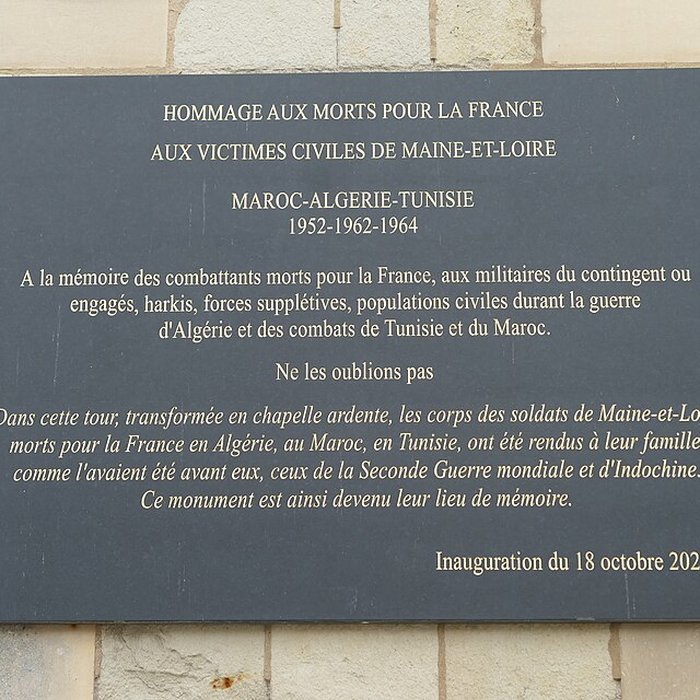 HOMMAGE AUX MORTS POUR LA FRANCE
AUX VICTIMES CIVILES DE MAINE-ET-LOIRE
MAROC-ALGERIE-TUNISIE
1952-1962-1964
A la mémoire des combattants morts pour la France, aux militaires du contingent ou
engagés, harkis, forces supplétives, populations civiles durant la guerre
d'Algérie et des combats de Tunisie et du Maroc.
Ne les oublions pas
Dans cette tour, transformée en chapelle ardente, les corps des soldats de Maine-et-Lo
morts pour la France en Algérie, au Maroc, en Tunisie, ont été rendus à leur famille
comme l'avaient été avant eux, ceux de la Seconde Guerre mondiale et d'Indochine.
Ce monument est ainsi devenu leur lieu de mémoire.
Inauguration du 18 octobre 202